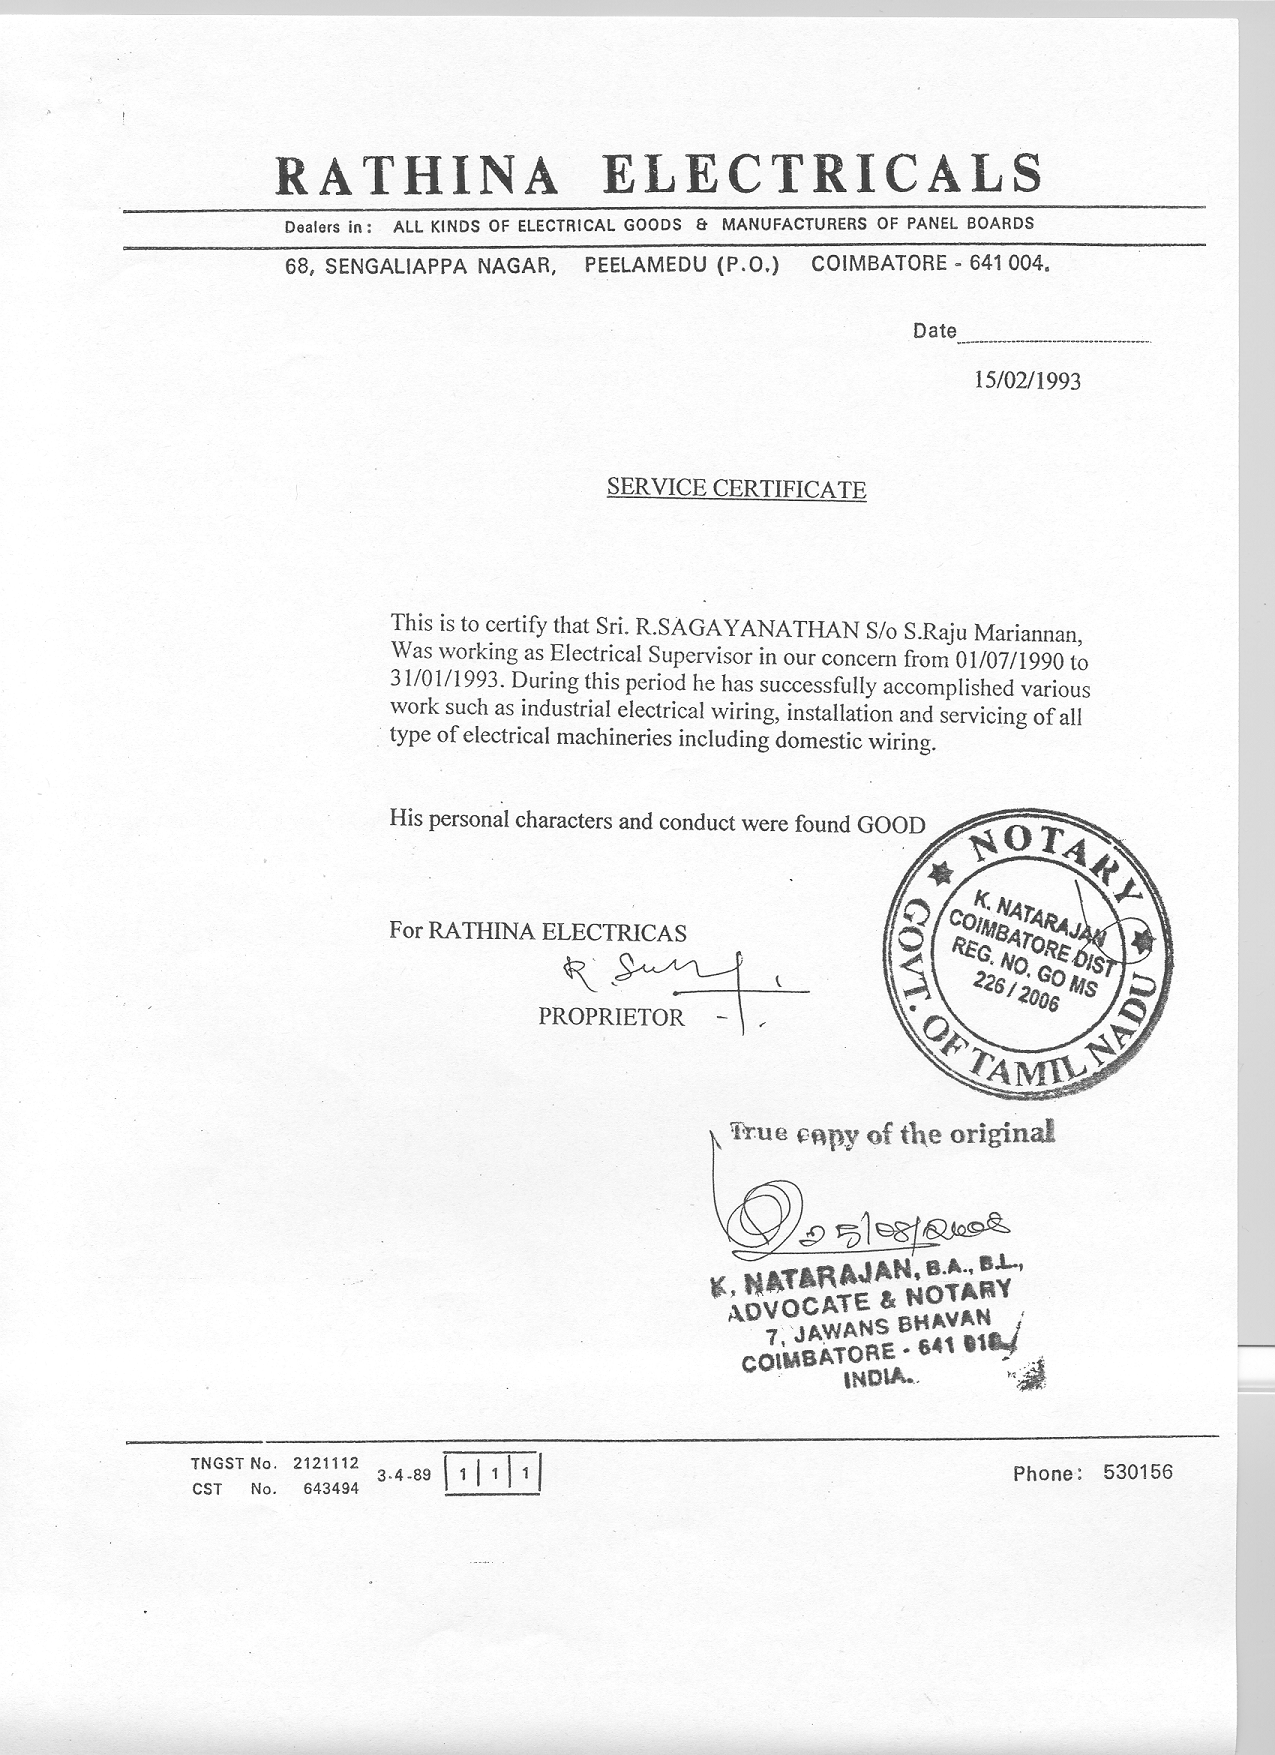 RATHINA ELECTRICALS
Dealers in : ALL KINDS OF ELECTRICAL GOODS & MANUFACTURERS OF PANEL BOARDS
68, SENGALIAPPA NAGAR, PEELAMEDU (P.O.) COIMBATORE - 641 004.
Date
15/02/1993
SERVICE CERTIFICATE
This is to certify that Sri. R.SAGAYANATHAN S/o S.Raju Mariannan,
Was working as Electrical Supervisor in our concern from 01/07/1990 to
31/01/1993. During this period he has successfully accomplished various
work such as industrial electrical wiring, installation and servicing of all
type of electrical machineries including domestic wiring.
His personal characters and conduct were found GOOD
NOTARY
GOVT. OF TAMIL NADU
K. NATARAJAN
COIMBATORE DIST
REG. NO. GO MS
226 / 2006
For RATHINA ELECTRICAS
PROPRIETOR
True copy of the original
25/08/2008
K. NATARAJAN, B.A., B.L.,
ADVOCATE & NOTARY
7, JAWANS BHAVAN
COIMBATORE - 641 018
INDIA.
TNGST No. 2121112
CST No. 643494
3-4-89
1 1 1
Phone : 530156